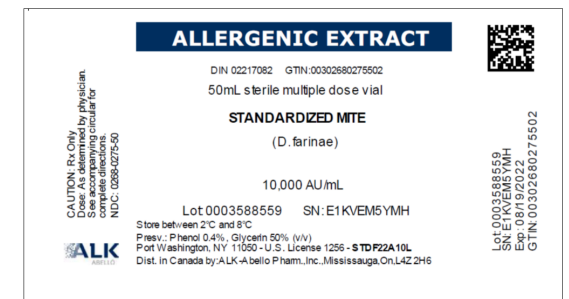 ALLERGENIC EXTRACT
DIN 02217082 GTIN:00302680275502
50mL sterile multiple dose vial
STANDARDIZED MITE
(D.farinae)
10,000 AU/mL
Lot:0003588559 SN:E1KVEM5YMH
Store between 2°C and 8°C
Presv.: Phenol 0.4%, Glycerin 50% (v/v)
Port Washington, NY 11050 - U.S. License 1256 - STDF22A10L
Dist. in Canada by:ALK-Abello Pharm.,Inc.,Mississauga,On,L4Z 2H6
CAUTION: Rx Only
Dose: As determined by physician.
See accompanying circular for
complete directions.
NDC: 0268-0275-50
ALK
ABELLÓ
Lot:0003588559
SN:E1KVEM5YMH
Exp:08/19/2022
GTIN:00302680275502